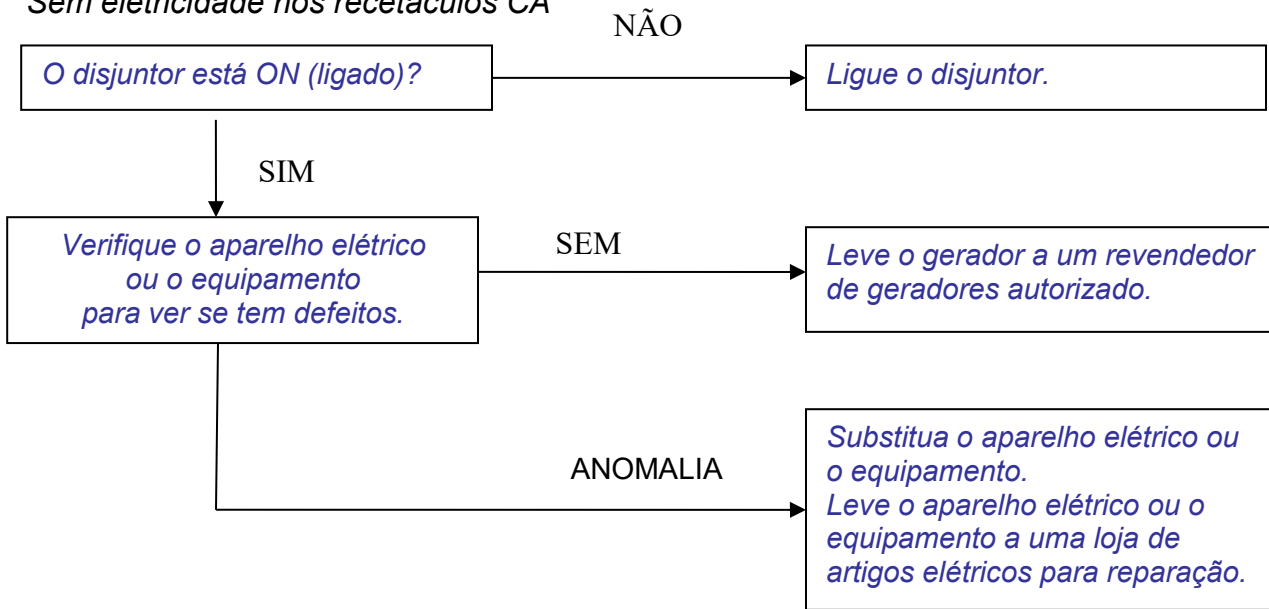 Sem eletricidade nos recetáculos CA
NÃO
O disjuntor está ON (ligado)?
Ligue o disjuntor.
SIM
Verifique o aparelho elétrico
ou o equipamento
para ver se tem defeitos.
SEM
Leve o gerador a um revendedor
de geradores autorizado.
ANOMALIA
Substitua o aparelho elétrico ou
o equipamento.
Leve o aparelho elétrico ou o
equipamento a uma loja de
artigos elétricos para reparação.